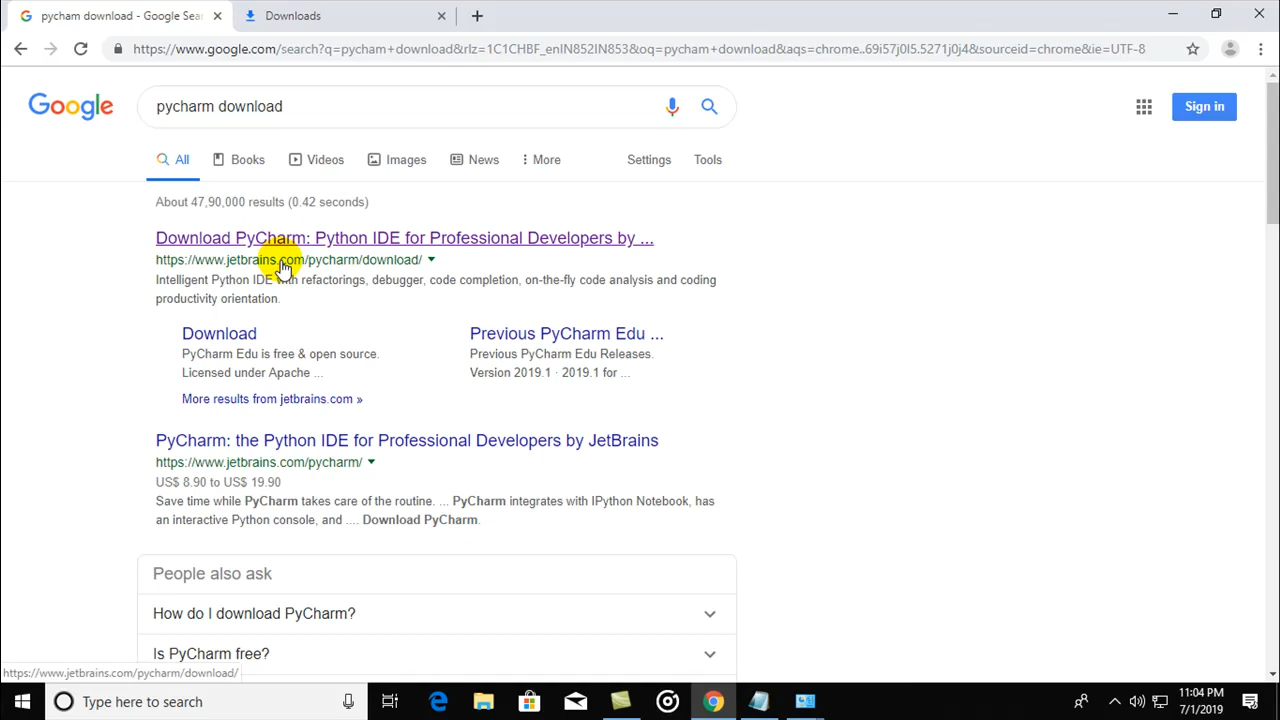 pycham download - Google Sear
Downloads
https://www.google.com/search?q=pycham+download&rlz=1C1CHBF_enIN852IN853&oq=pycham+download&aqs=chrome..69i57j0l5.5271j0j4&sourceid=chrome&ie=UTF-8
Google
pycharm download
Sign in
All
Books
Videos
Images
News
More
Settings
Tools
About 47,90,000 results (0.42 seconds)
Download PyCharm: Python IDE for Professional Developers by ...
https://www.jetbrains.com/pycharm/download/
Intelligent Python IDE with refactorings, debugger, code completion, on-the-fly code analysis and coding
productivity orientation.
Download
PyCharm Edu is free & open source.
Licensed under Apache ...
Previous PyCharm Edu ...
Previous PyCharm Edu Releases.
Version 2019.1 · 2019.1 for ...
More results from jetbrains.com »
PyCharm: the Python IDE for Professional Developers by JetBrains
https://www.jetbrains.com/pycharm/
US$ 8.90 to US$ 19.90
Save time while PyCharm takes care of the routine. ... PyCharm integrates with IPython Notebook, has
an interactive Python console, and .... Download PyCharm.
People also ask
How do I download PyCharm?
Is PyCharm free?
https://www.jetbrains.com/pycharm/download/
Type here to search
11:04 PM
7/1/2019